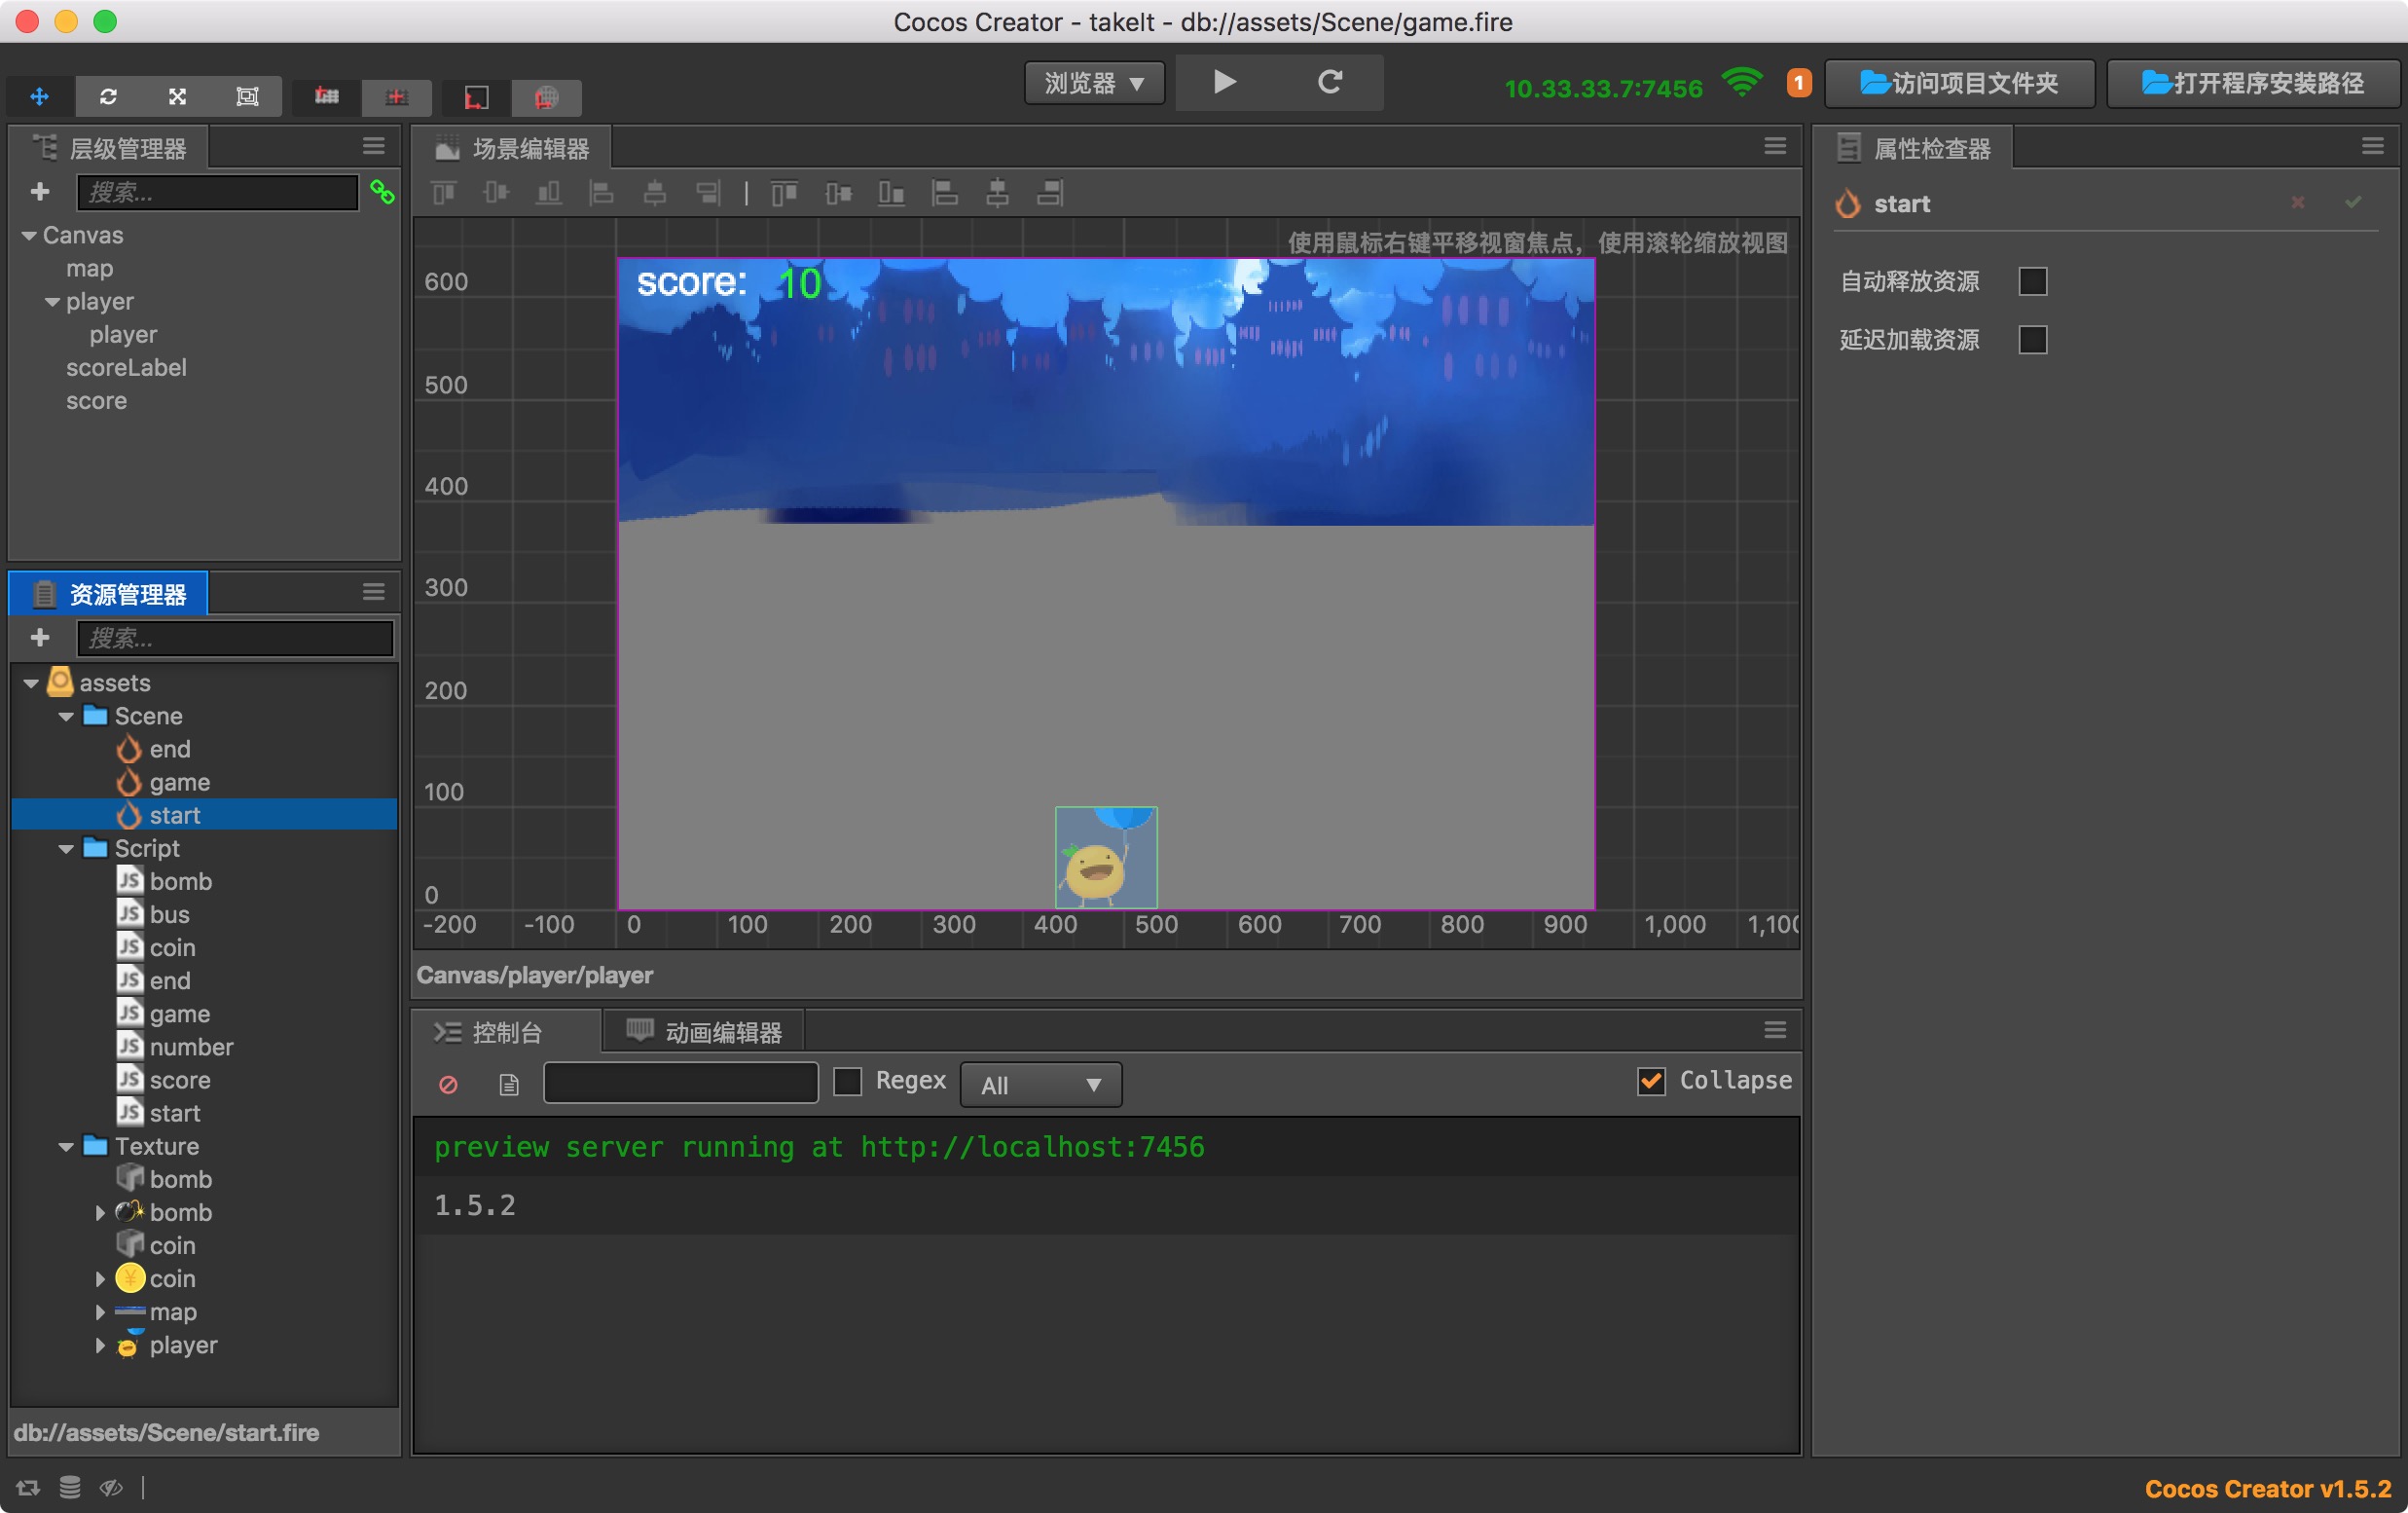 Cocos Creator - takeIt - db://assets/Scene/game.fire
浏览器
10.33.33.7:7456
1
访问项目文件夹
打开程序安装路径
层级管理器
搜索...
Canvas
map
player
player
scoreLabel
score
资源管理器
搜索...
assets
Scene
end
game
start
Script
JS bomb
JS bus
JS coin
JS end
JS game
JS number
JS score
JS start
Texture
bomb
bomb
coin
¥ coin
map
player
db://assets/Scene/start.fire
场景编辑器
使用鼠标右键平移视窗焦点，使用滚轮缩放视图
score: 10
600
500
400
300
200
100
0
-200 -100 0 100 200 300 400 500 600 700 800 900 1,000 1,100
Canvas/player/player
控制台
动画编辑器
Regex
All
Collapse
preview server running at http://localhost:7456
1.5.2
属性检查器
start
自动释放资源
延迟加载资源
Cocos Creator v1.5.2